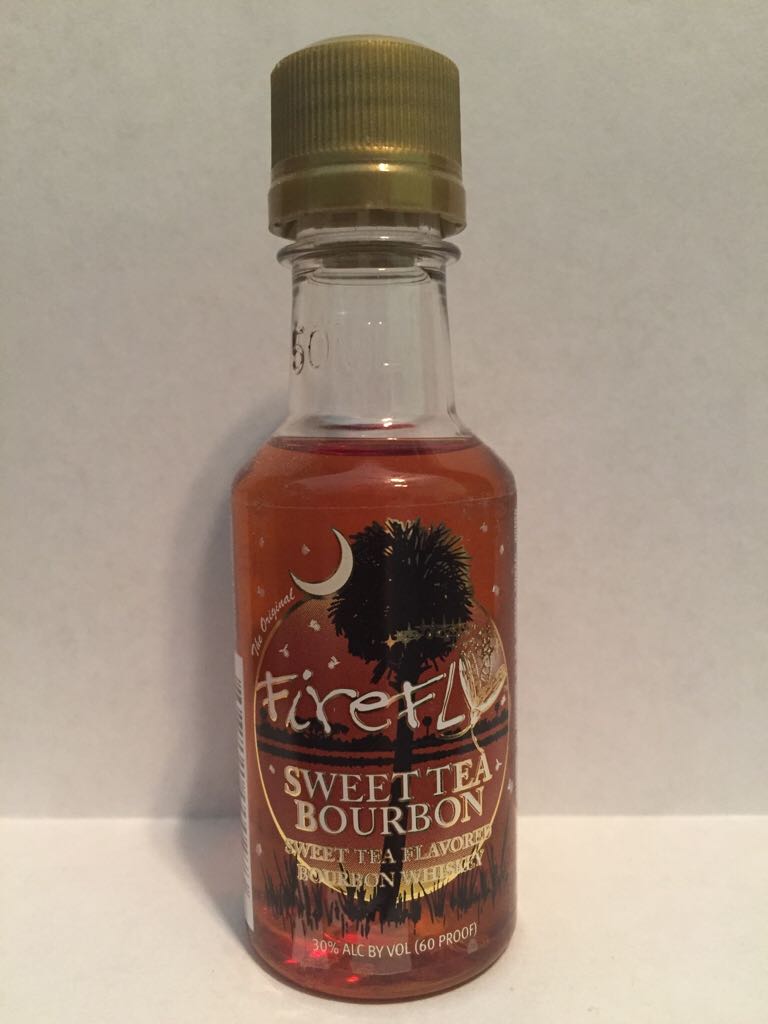 50
The Original
FireFLY
SWEET TEA
BOURBON
SWEET TEA FLAVORED
BOURBON WHISKEY
30% ALC BY VOL (60 PROOF)